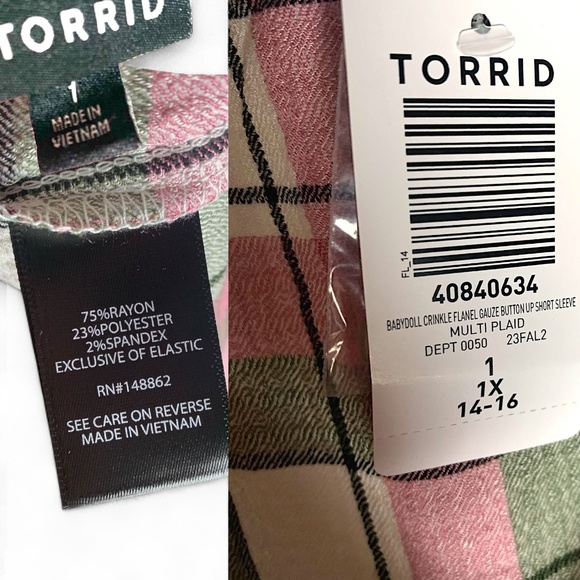 TORRID
1
MADE IN
VIETNAM
75%RAYON
23%POLYESTER
2%SPANDEX
EXCLUSIVE OF ELASTIC
RN#148862
SEE CARE ON REVERSE
MADE IN VIETNAM
TORRID
FL_14
40840634
BABYDOLL CRINKLE FLANEL GAUZE BUTTON UP SHORT SLEEVE
MULTI PLAID
DEPT 0050 23FAL2
1
1X
14-16